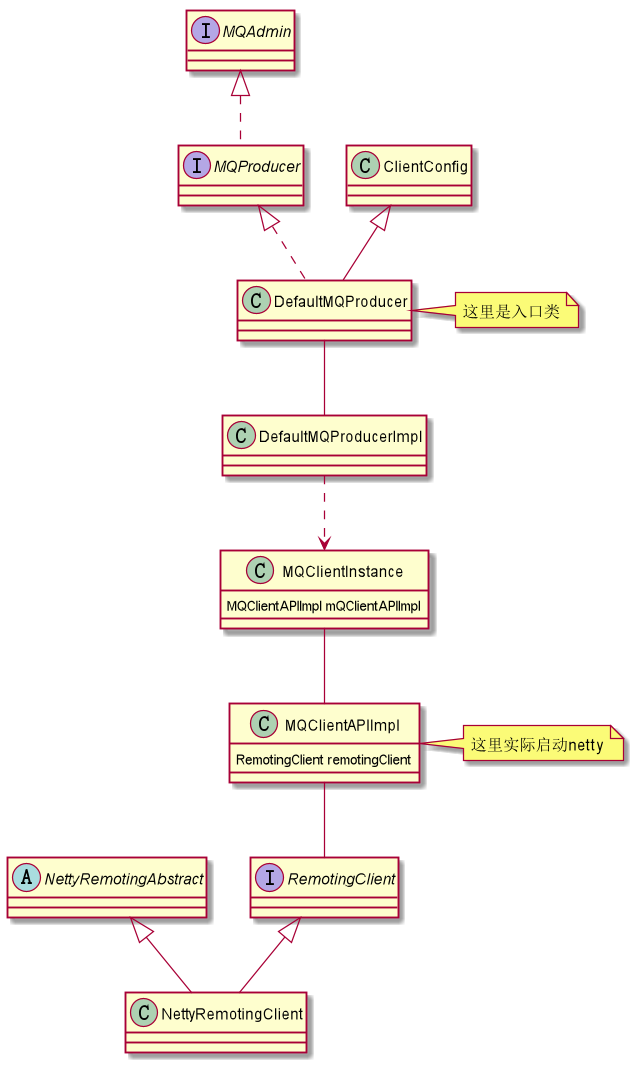 I MQAdmin
I MQProducer
C ClientConfig
C DefaultMQProducer
这里是入口类
C DefaultMQProducerImpl
C MQClientInstance
MQClientAPIImpl mQClientAPIImpl
C MQClientAPIImpl
RemotingClient remotingClient
这里实际启动netty
A NettyRemotingAbstract
I RemotingClient
C NettyRemotingClient